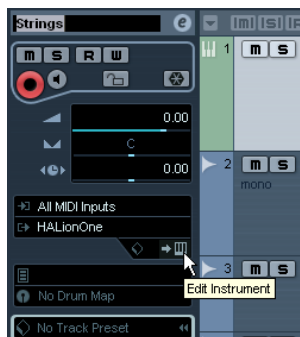 Strings e
M S R W
0.00
C
0.00
All MIDI Inputs
HALionOne
No Drum Map
Edit Instrument
No Track Preset
1 M S
2 M S
mono
3 M S